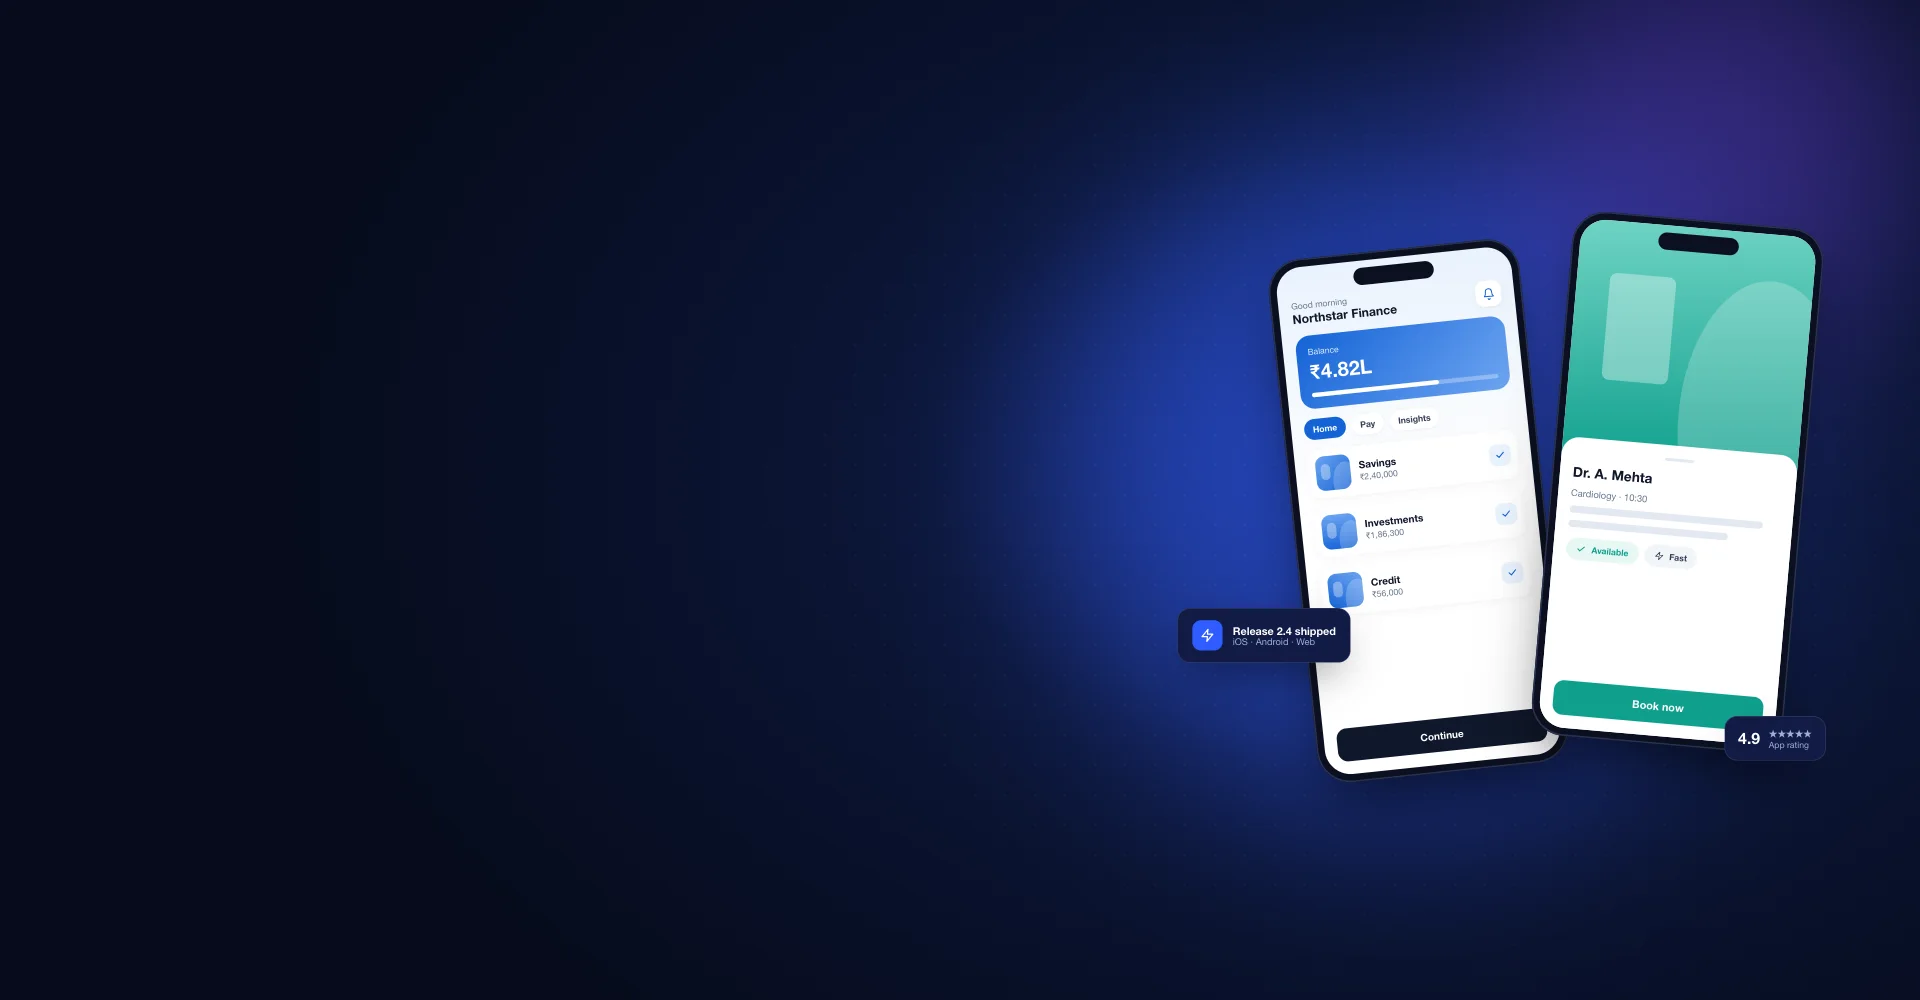 Good morning
Northstar Finance
Balance
₹4.82L
Home
Pay
Insights
Savings
₹2,40,000
Investments
₹1,86,300
Credit
₹56,000
Continue
Release 2.4 shipped
iOS · Android · Web
Dr. A. Mehta
Cardiology · 10:30
Available
Fast
Book now
4.9
★★★★★
App rating